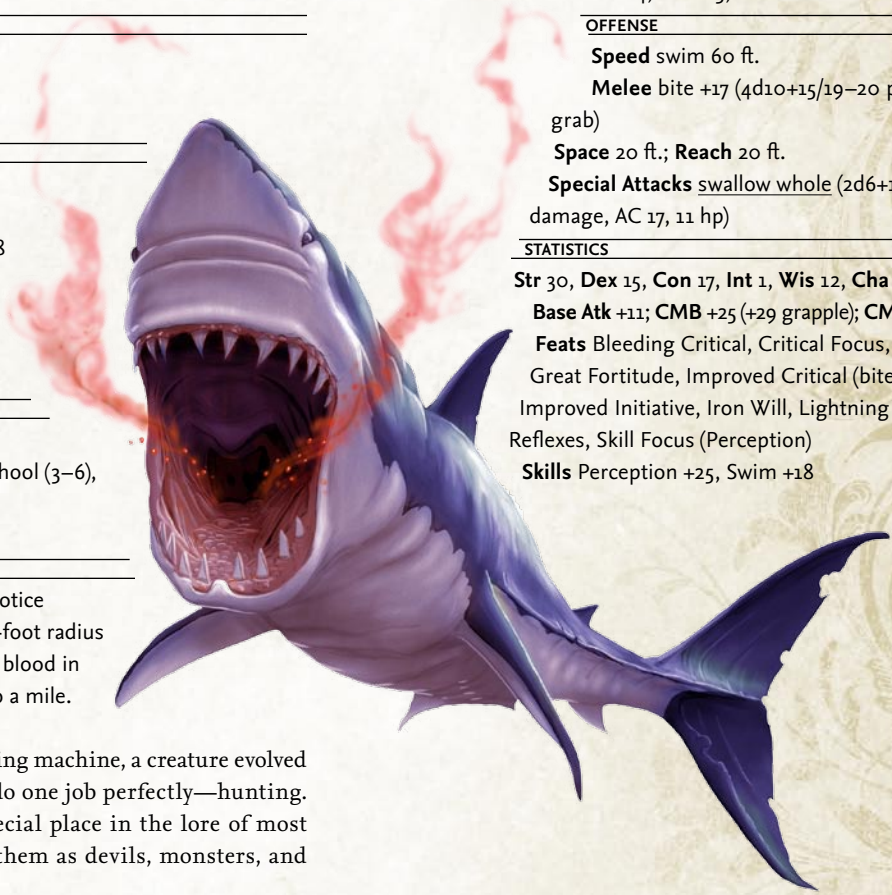 8
hool (3–6),
otice
-foot radius
blood in
o a mile.
ing machine, a creature evolved
do one job perfectly—hunting.
ecial place in the lore of most
them as devils, monsters, and
OFFENSE
Speed swim 60 ft.
Melee bite +17 (4d10+15/19–20 p
grab)
Space 20 ft.; Reach 20 ft.
Special Attacks swallow whole (2d6+1
damage, AC 17, 11 hp)
STATISTICS
Str 30, Dex 15, Con 17, Int 1, Wis 12, Cha
Base Atk +11; CMB +25 (+29 grapple); CM
Feats Bleeding Critical, Critical Focus,
Great Fortitude, Improved Critical (bite
Improved Initiative, Iron Will, Lightning
Reflexes, Skill Focus (Perception)
Skills Perception +25, Swim +18